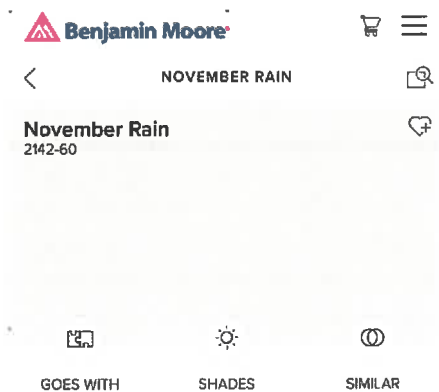 Benjamin Moore
NOVEMBER RAIN
November Rain
2142-60
GOES WITH SHADES SIMILAR